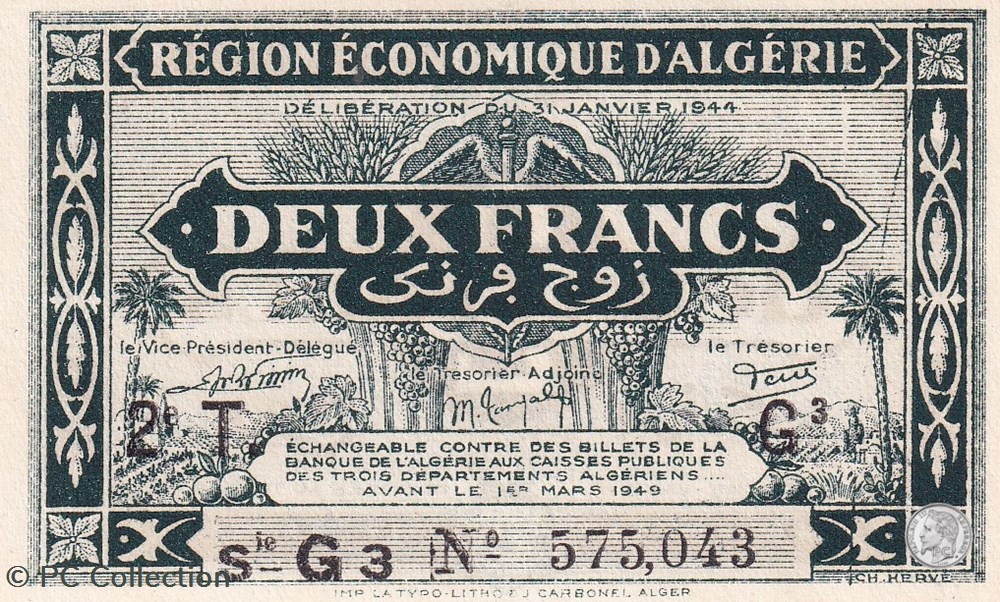 RÉGION ÉCONOMIQUE D'ALGÉRIE
DÉLIBÉRATION DU 31 JANVIER 1944
DEUX FRANCS
زوج فرنك
le Vice-Président-Délégué
le Trésorier Adjoint
le Trésorier
2e T.
G3
ÉCHANGEABLE CONTRE DES BILLETS DE LA
BANQUE DE L'ALGÉRIE AUX CAISSES PUBLIQUES
DES TROIS DÉPARTEMENTS ALGÉRIENS....
AVANT LE 1ER MARS 1949
Sie G3 No 575,043
CH. HERVÉ
IMP. LA TYPO-LITHO & J. CARBONEL ALGER
© PC Collection
PC